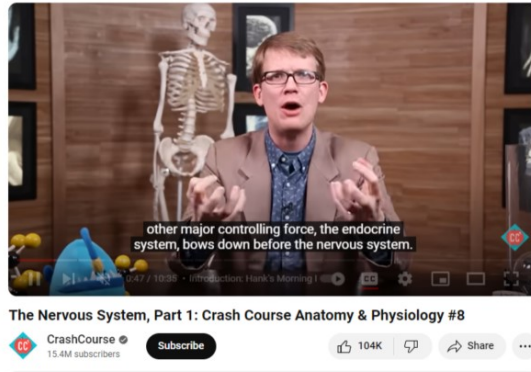 other major controlling force, the endocrine
system, bows down before the nervous system.
CC
0:47 / 10:35 • Introduction: Hank's Morning I
CC
The Nervous System, Part 1: Crash Course Anatomy & Physiology #8
CC
CrashCourse
15.4M subscribers
Subscribe
104K
Share